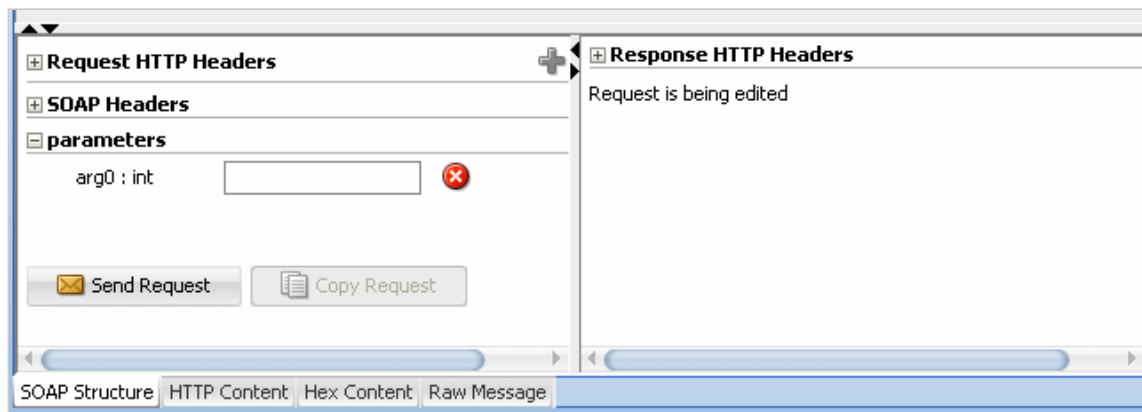 Request HTTP Headers
SOAP Headers
parameters
arg0 : int
Send Request
Copy Request
Response HTTP Headers
Request is being edited
SOAP Structure
HTTP Content
Hex Content
Raw Message